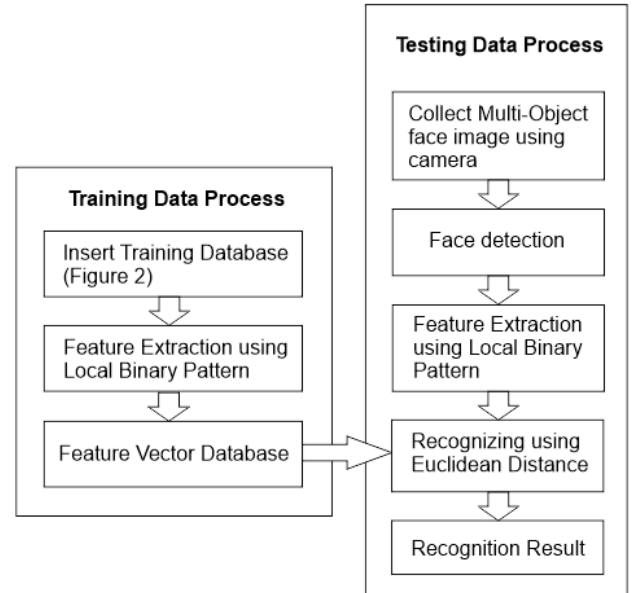 Training Data Process
Insert Training Database
(Figure 2)
Feature Extraction using
Local Binary Pattern
Feature Vector Database
Testing Data Process
Collect Multi-Object
face image using
camera
Face detection
Feature Extraction
using Local Binary
Pattern
Recognizing using
Euclidean Distance
Recognition Result